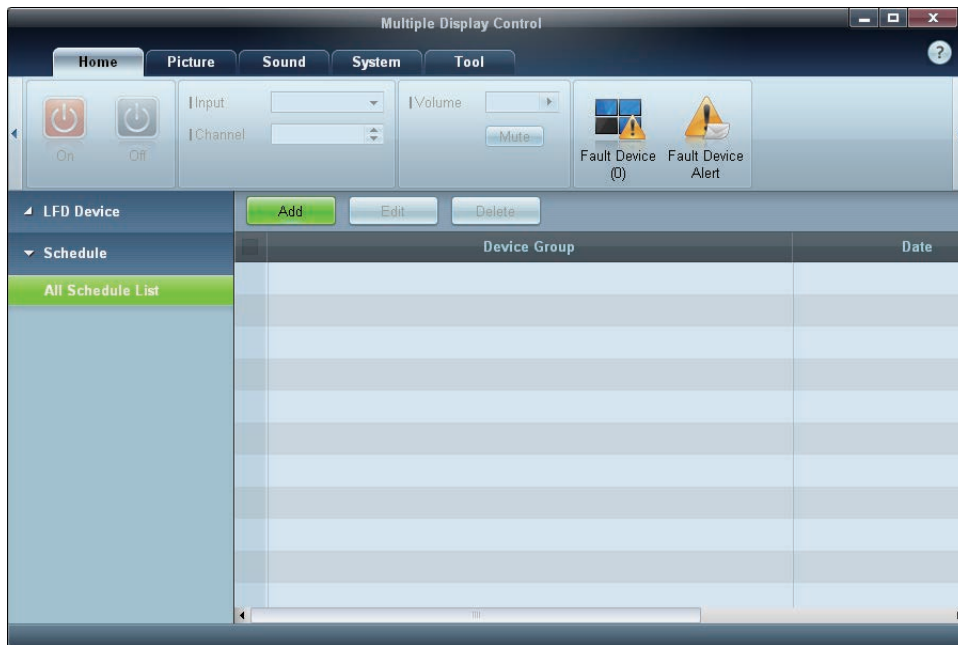 Multiple Display Control
Home Picture Sound System Tool
Input
Channel
On Off
Volume
Mute
Fault Device
(0)
Fault Device
Alert
LFD Device
Schedule
All Schedule List
Add Edit Delete
Device Group Date